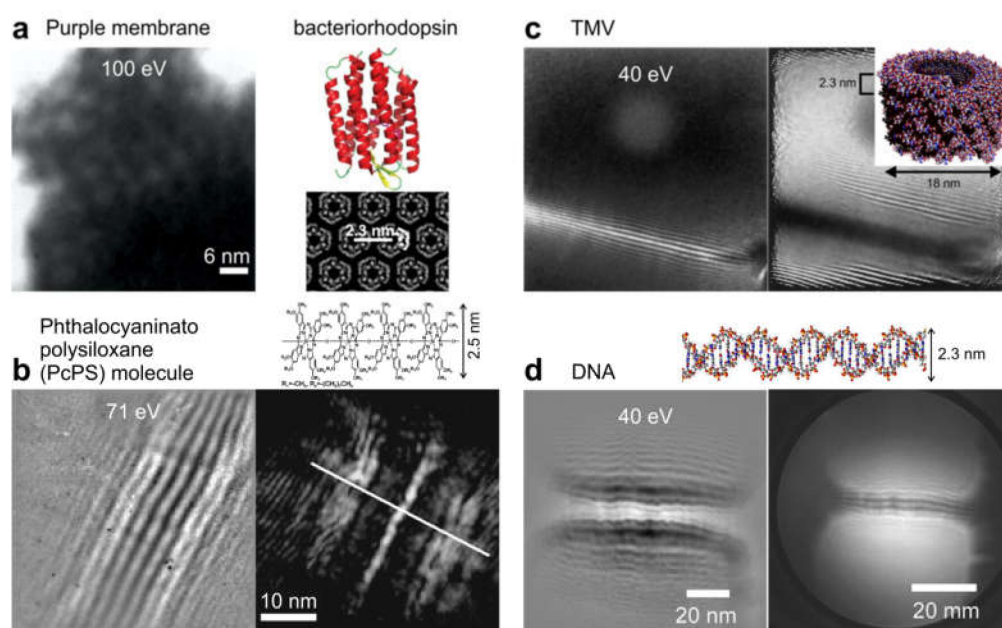 a Purple membrane
bacteriorhodopsin
100 eV
6 nm
2.3 nm
c TMV
40 eV
2.3 nm
18 nm
Phthalocyaninato
polysiloxane
(PcPS) molecule
2.5 nm
b
71 eV
10 nm
2.3 nm
d DNA
40 eV
20 nm
20 mm